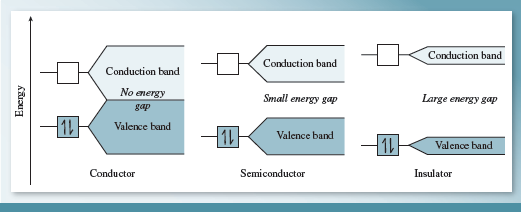 Energy
Conduction band
No energy
gap
Valence band
Conductor
Conduction band
Small energy gap
Valence band
Semiconductor
Conduction band
Large energy gap
Valence band
Insulator